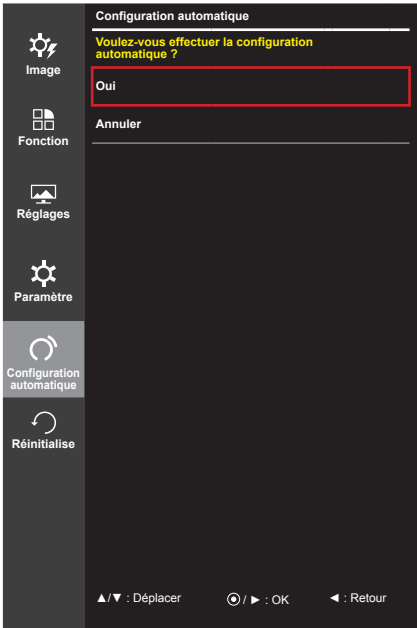 Configuration automatique
Voulez-vous effectuer la configuration
automatique ?
Oui
Annuler
Image
Fonction
Réglages
Paramètre
Configuration
automatique
Réinitialise
▲/▼ : Déplacer
/ ► : OK
◄ : Retour